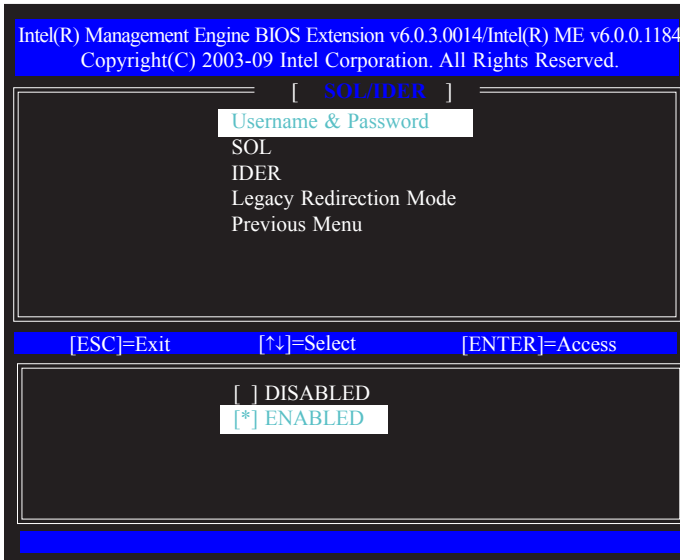 Intel(R) Management Engine BIOS Extension v6.0.3.0014/Intel(R) ME v6.0.0.1184
Copyright(C) 2003-09 Intel Corporation. All Rights Reserved.
[ SOL/IDER ]
Username & Password
SOL
IDER
Legacy Redirection Mode
Previous Menu
[ESC]=Exit [↑↓]=Select [ENTER]=Access
[ ] DISABLED
[*] ENABLED